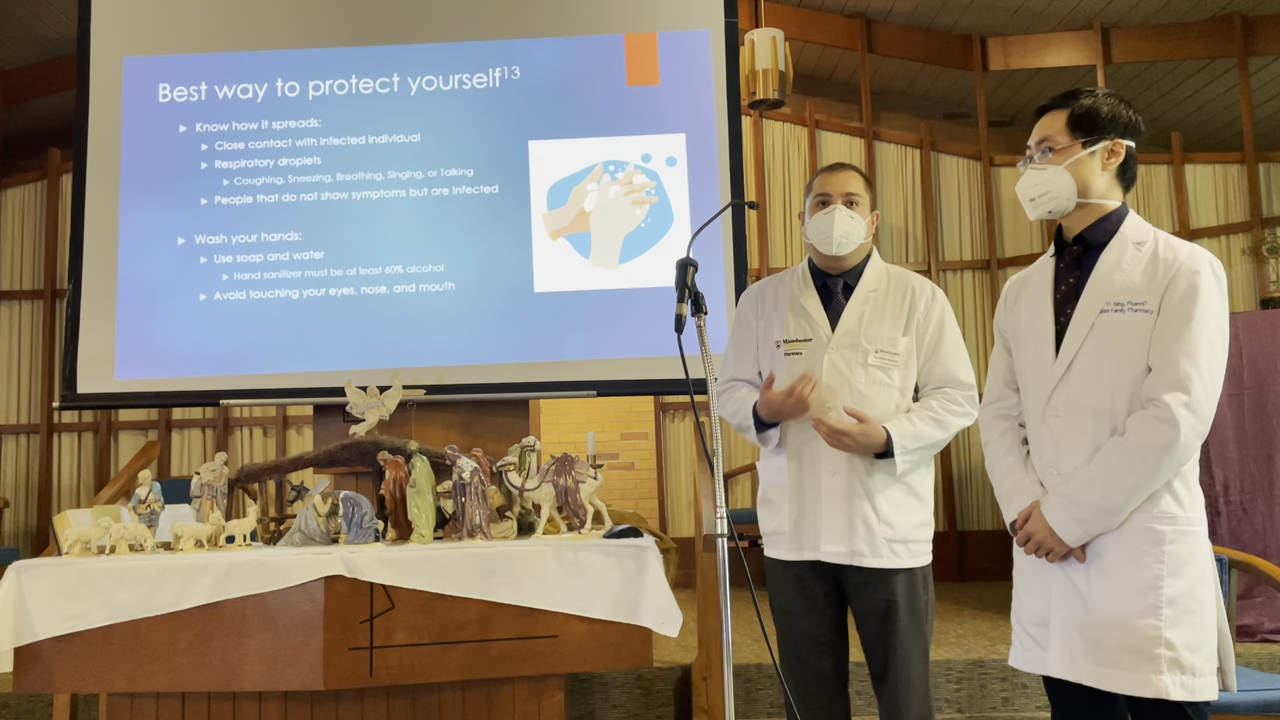 Best way to protect yourself13
Know how it spreads:
Close contact with infected individual
Respiratory droplets
Coughing, Sneezing, Breathing, Singing, or Talking
People that do not show symptoms but are infected
Wash your hands:
Use soap and water
Hand sanitizer must be at least 60% alcohol
Avoid touching your eyes, nose, and mouth
Manchester
Pharmacy
Manchester
Yang, PharmD
Family Pharmacy